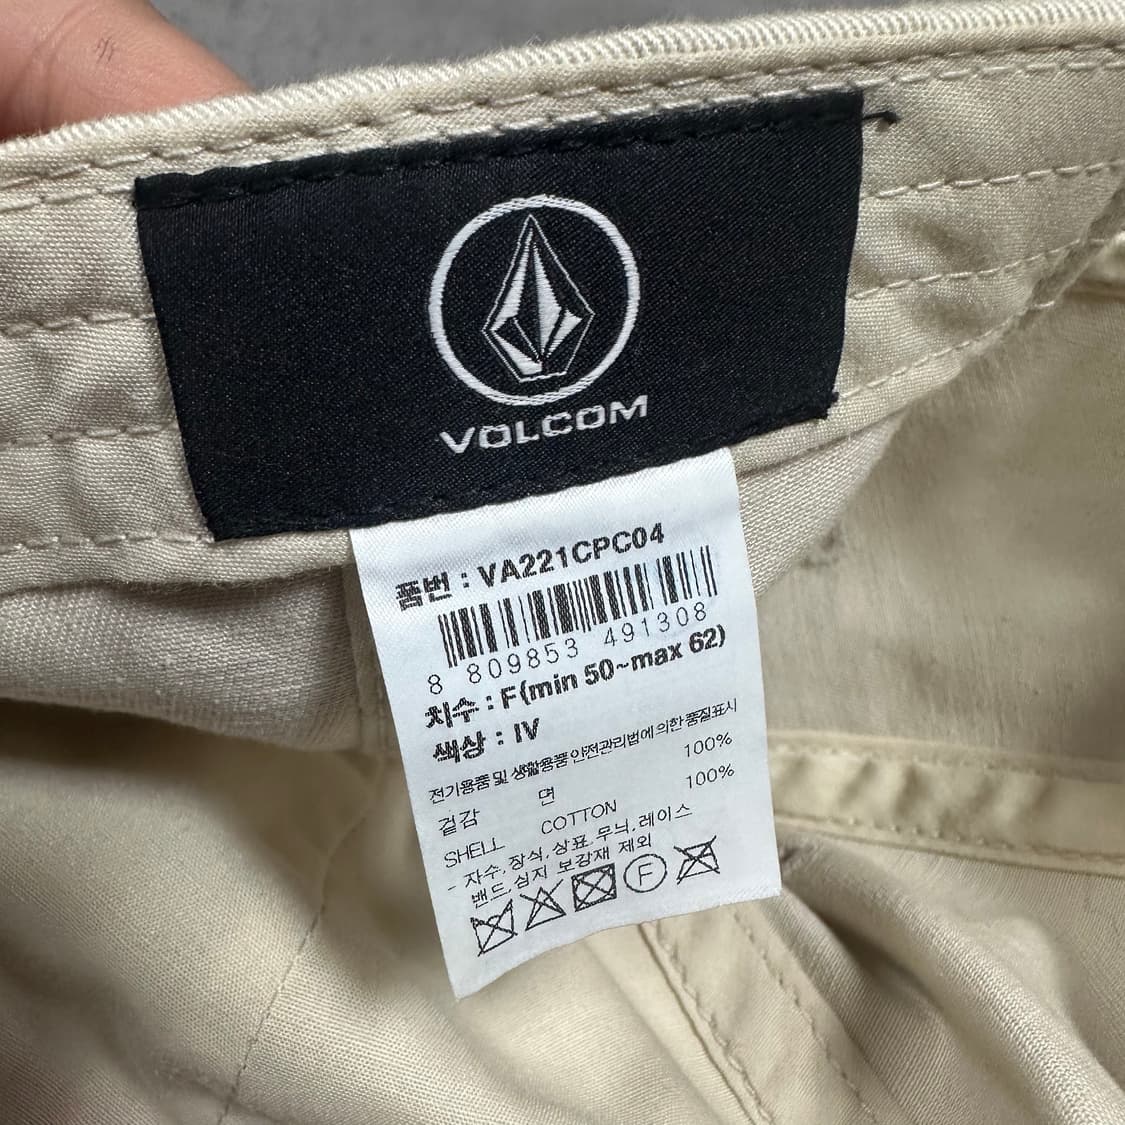 VOLCOM
품번 : VA221CPC04
8 809853 491308
치수 : F(min 50~max 62)
색상 : IV
전기용품 및 생활용품 안전관리법에 의한 품질표시
겉감 면 100%
SHELL COTTON 100%
- 자수, 장식, 상표, 무늬, 레이스
밴드, 심지 보강재 제외
F